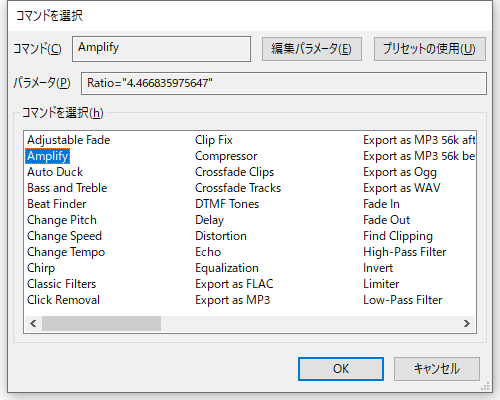 コマンドを選択
コマンド(C) Amplify 編集パラメータ(E) プリセットの使用(U)
パラメータ(P) Ratio="4.466835975647"
コマンドを選択(h)
Adjustable Fade Clip Fix Export as MP3 56k aft
Amplify Compressor Export as MP3 56k be
Auto Duck Crossfade Clips Export as Ogg
Bass and Treble Crossfade Tracks Export as WAV
Beat Finder DTMF Tones Fade In
Change Pitch Delay Fade Out
Change Speed Distortion Find Clipping
Change Tempo Echo High-Pass Filter
Chirp Equalization Invert
Classic Filters Export as FLAC Limiter
Click Removal Export as MP3 Low-Pass Filter
OK キャンセル